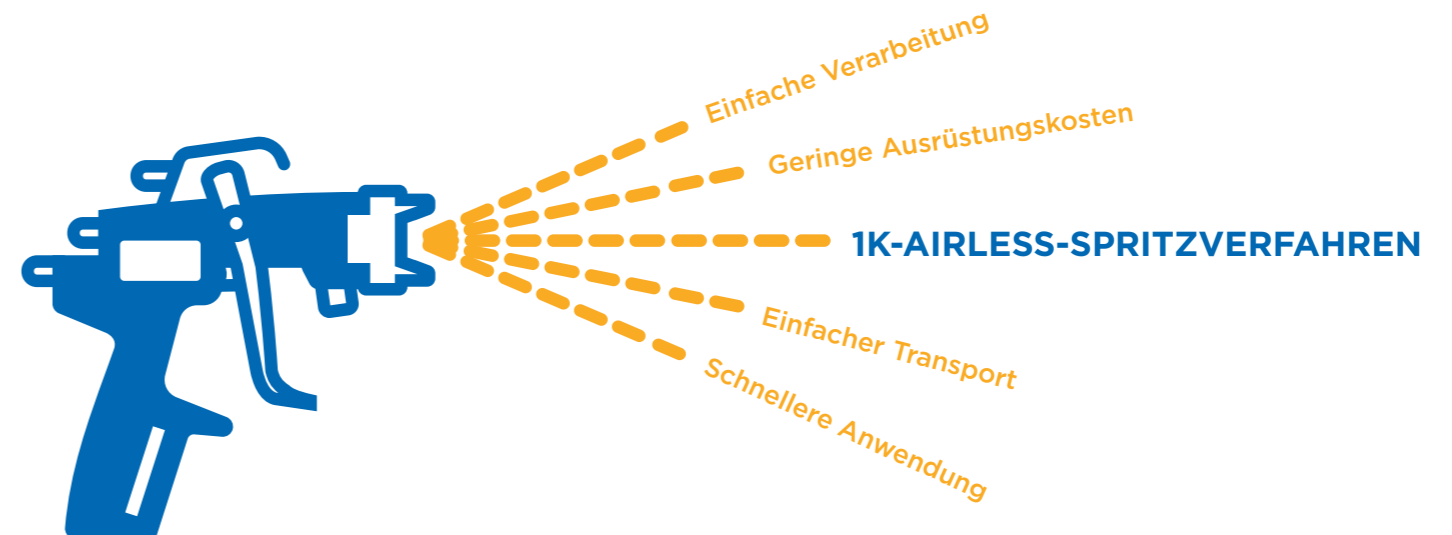 Einfache Verarbeitung
Geringe Ausrüstungskosten
1K-AIRLESS-SPRITZVERFAHREN
Einfacher Transport
Schnellere Anwendung